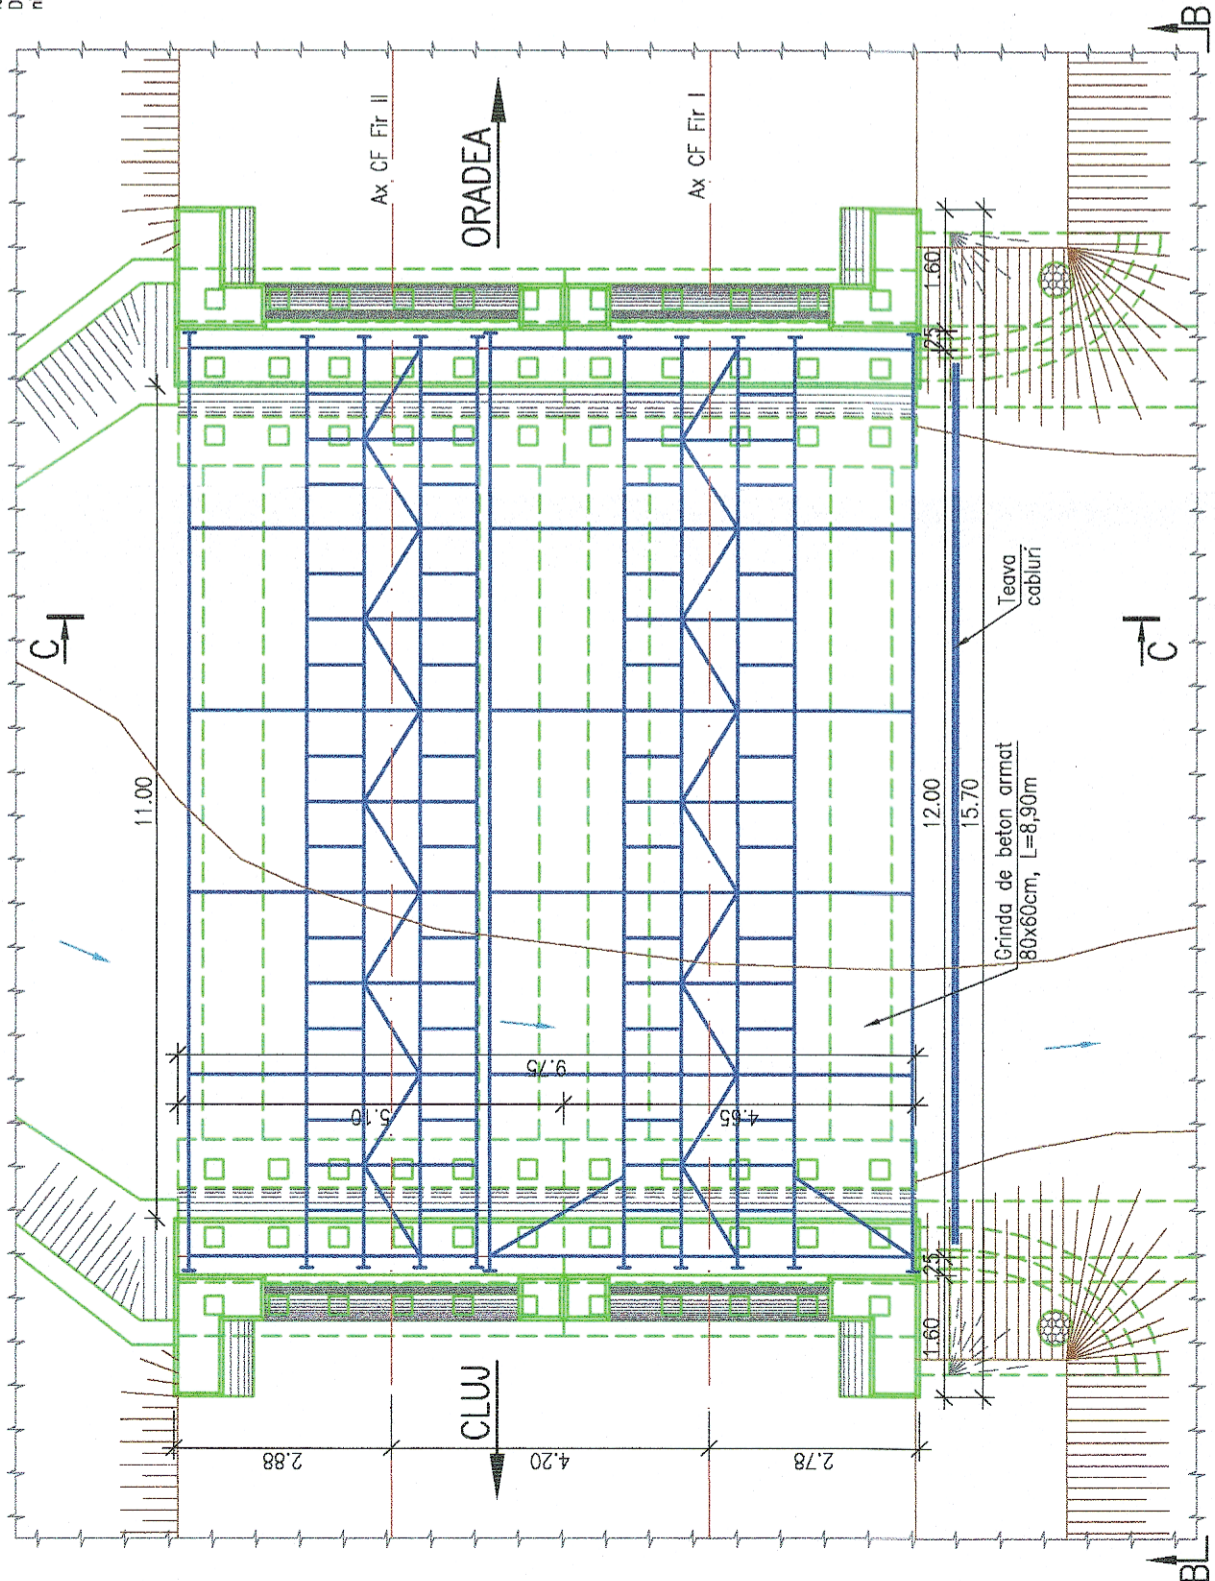 B
Ax CF Fir II
ORADEA
Ax CF Fir I
1.60
.25
C
Teava
cabluri
C
11.00
12.00
15.70
Grinda de beton armat
80x60cm, L=8,90m
9.75
5.10
4.65
.25
1.60
CLUJ
2.88
4.20
2.78
B